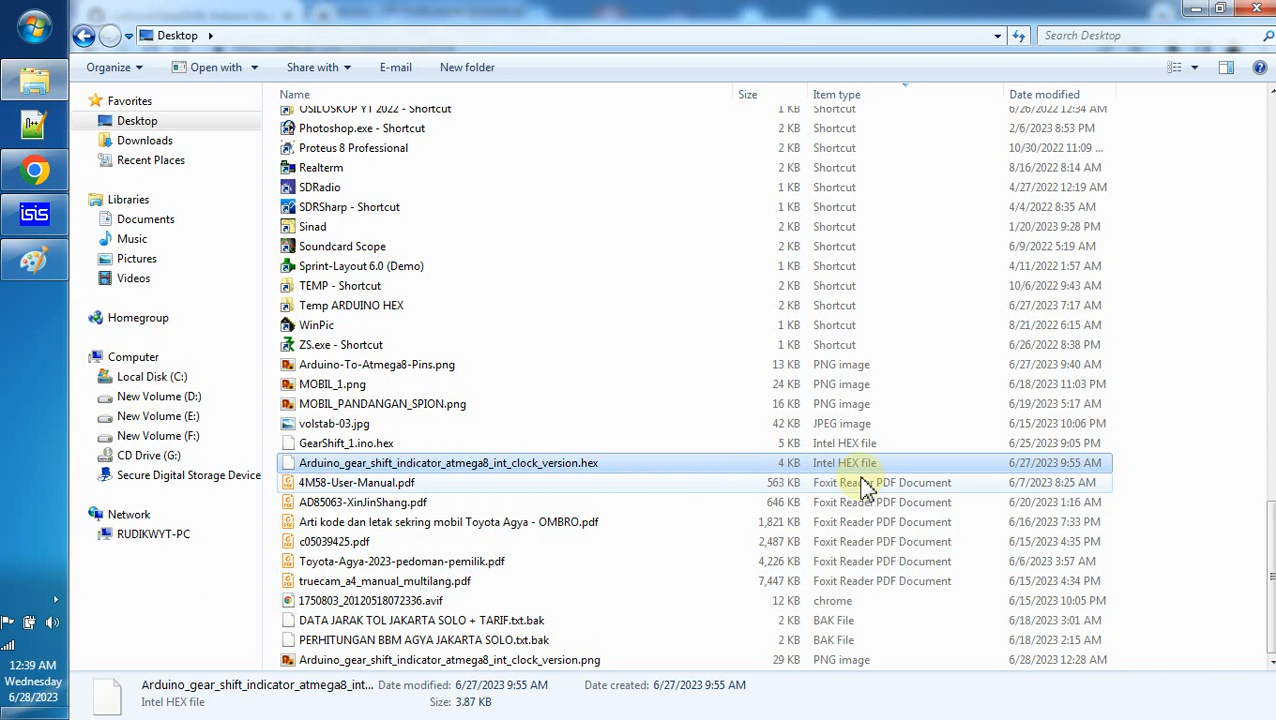 Desktop
Search Desktop
Organize Open with Share with E-mail New folder
Name Size Item type Date modified
Favorites
Desktop
Downloads
Recent Places
Libraries
Documents
Music
Pictures
Videos
Homegroup
Computer
Local Disk (C:)
New Volume (D:)
New Volume (E:)
New Volume (F:)
CD Drive (G:)
Secure Digital Storage Device
Network
RUDIKWYT-PC
OSILOSKOP YT 2022 - Shortcut 1 KB Shortcut 6/26/2022 12:34 AM
Photoshop.exe - Shortcut 2 KB Shortcut 2/6/2023 8:53 PM
Proteus 8 Professional 2 KB Shortcut 10/30/2022 11:09 ...
Realterm 2 KB Shortcut 8/16/2022 8:14 AM
SDRadio 1 KB Shortcut 4/27/2022 12:19 AM
SDRSharp - Shortcut 2 KB Shortcut 4/4/2022 8:35 AM
Sinad 2 KB Shortcut 1/20/2023 9:28 PM
Soundcard Scope 2 KB Shortcut 6/9/2022 5:19 AM
Sprint-Layout 6.0 (Demo) 1 KB Shortcut 4/11/2022 1:57 AM
TEMP - Shortcut 2 KB Shortcut 10/6/2022 9:43 AM
Temp ARDUINO HEX 2 KB Shortcut 6/27/2023 7:17 AM
WinPic 1 KB Shortcut 8/21/2022 6:15 AM
ZS.exe - Shortcut 1 KB Shortcut 6/26/2022 8:38 PM
Arduino-To-Atmega8-Pins.png 13 KB PNG image 6/27/2023 9:40 AM
MOBIL_1.png 24 KB PNG image 6/18/2023 11:03 PM
MOBIL_PANDANGAN_SPION.png 16 KB PNG image 6/19/2023 5:17 AM
volstab-03.jpg 42 KB JPEG image 6/18/2023 6:06 PM
GearShift_1.ino.hex 5 KB Intel HEX file 6/25/2023 9:05 PM
Arduino_gear_shift_indicator_atmega8_int_clock_version.hex 4 KB Intel HEX file 6/27/2023 9:55 AM
4M58-User-Manual.pdf 563 KB Foxit Reader PDF Document 6/7/2023 8:25 AM
AD85063-XinJinShang.pdf 646 KB Foxit Reader PDF Document 6/20/2023 1:16 AM
Arti kode dan letak sekring mobil Toyota Agya - OMBRO.pdf 1,821 KB Foxit Reader PDF Document 6/16/2023 7:33 PM
c05039425.pdf 2,487 KB Foxit Reader PDF Document 6/15/2023 4:35 PM
Toyota-Agya-2023-pedoman-pemilik.pdf 4,226 KB Foxit Reader PDF Document 6/6/2023 3:57 AM
truecam_a4_manual_multilang.pdf 7,447 KB Foxit Reader PDF Document 6/15/2023 4:34 PM
1750803_20120518072336.avif 12 KB chrome 6/15/2023 10:05 PM
DATA JARAK TOL JAKARTA SOLO + TARIF.txt.bak 2 KB BAK File 6/18/2023 3:01 AM
PERHITUNGAN BBM AGYA JAKARTA SOLO.txt.bak 2 KB BAK File 6/18/2023 2:15 AM
Arduino_gear_shift_indicator_atmega8_int_clock_version.png 29 KB PNG image 6/28/2023 12:28 AM
Arduino_gear_shift_indicator_atmega8_int... Date modified: 6/27/2023 9:55 AM Date created: 6/27/2023 9:55 AM
Intel HEX file Size: 3.87 KB
isis
12:39 AM
Wednesday
6/28/2023